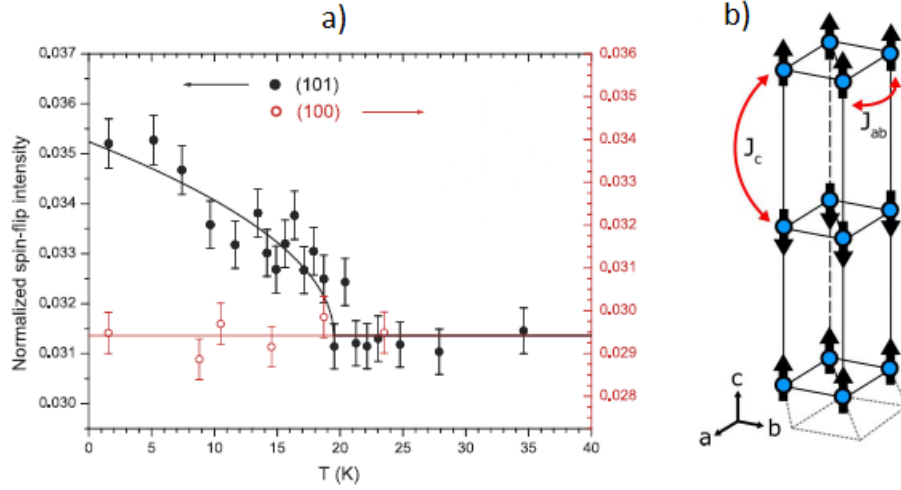 a)
b)
0.037
0.036
0.035
0.034
0.033
0.032
0.031
0.030
Normalized spin-flip intensity
(101)
(100)
0.036
0.035
0.034
0.033
0.032
0.031
0.030
0.029
0.028
0 5 10 15 20 25 30 35 40
T (K)
J_c
J_ab
c
a
b